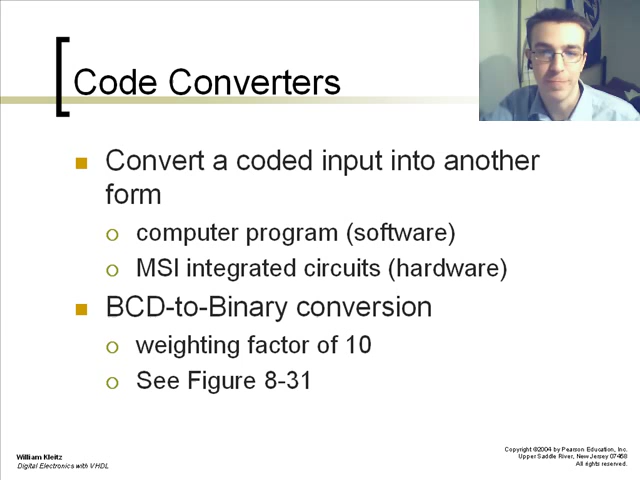 Code Converters
Convert a coded input into another
form
computer program (software)
MSI integrated circuits (hardware)
BCD-to-Binary conversion
weighting factor of 10
See Figure 8-31
William Kleitz
Digital Electronics with VHDL
Copyright ©2004 by Pearson Education, Inc.
Upper Saddle River, New Jersey 07458
All rights reserved.